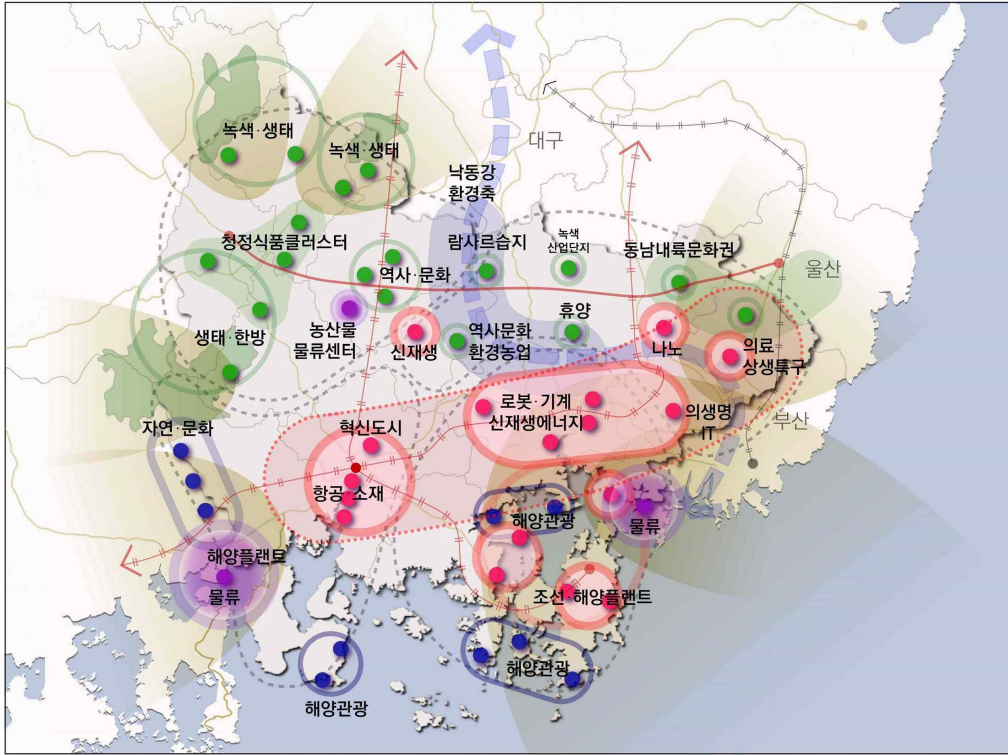 녹색·생태
녹색·생태
대구
낙동강
환경축
청정식품클러스터
람사르습지
녹색
산업단지
동남내륙문화권
울산
역사·문화
생태·한방
농산물
물류센터
신재생
역사문화
환경농업
휴양
나노
의료
상생특구
자연·문화
혁신도시
로봇·기계
신재생에너지
의생명
IT
부산
항공·소재
해양관광
물류
해양플랜트
물류
조선·해양플랜트
해양관광
해양관광